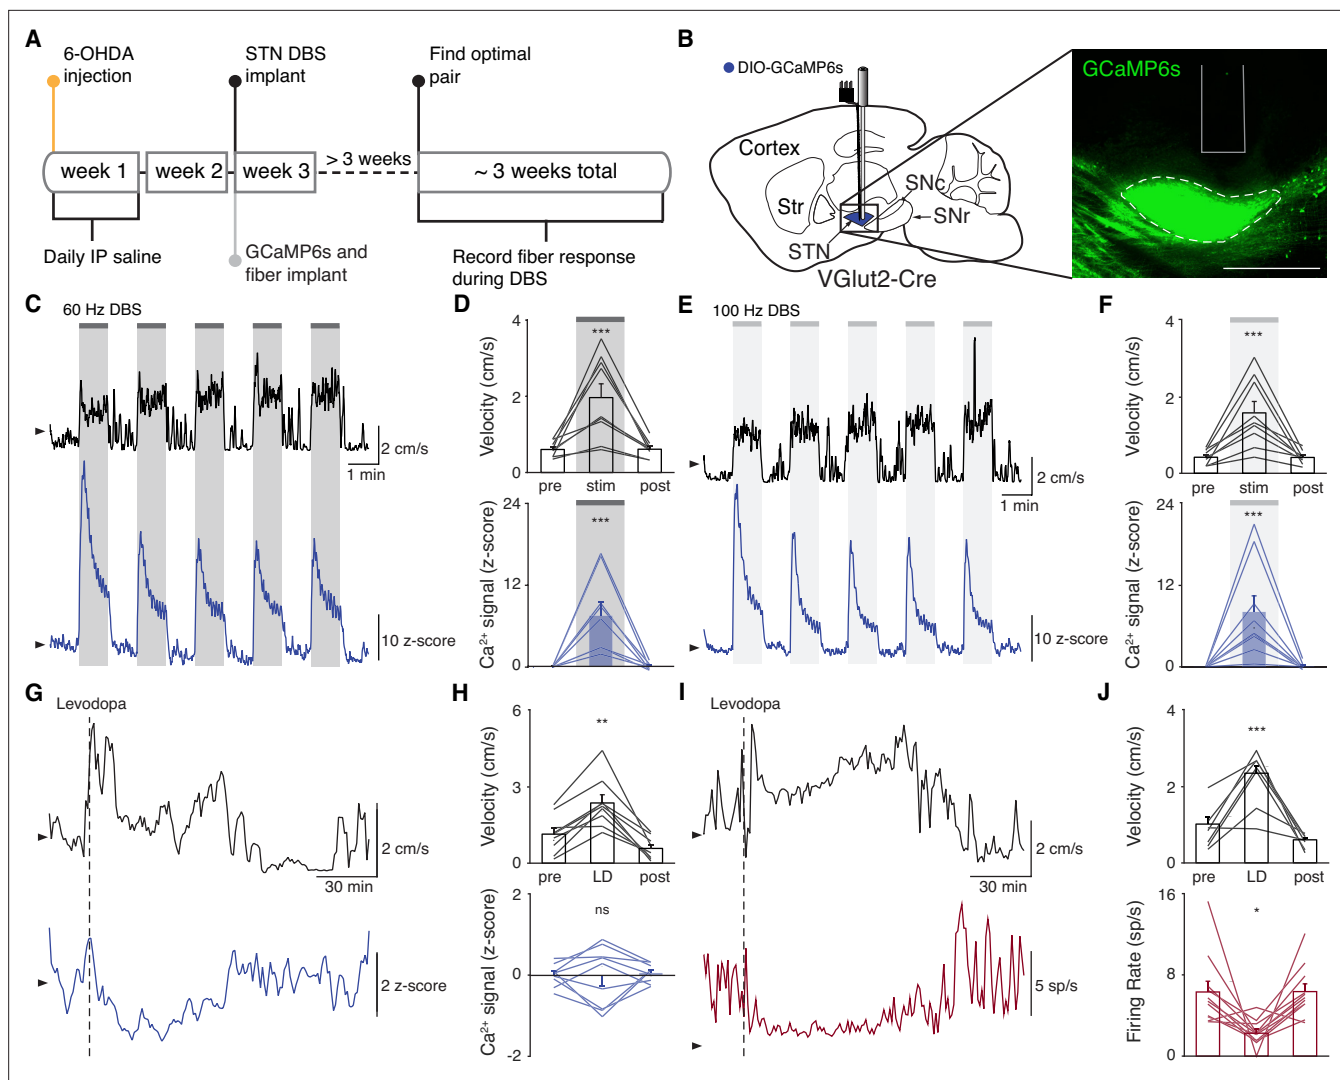 A
6-OHDA
injection
STN DBS
implant
Find optimal
pair
week 1
week 2
week 3
> 3 weeks
~ 3 weeks total
Daily IP saline
GCaMP6s and
fiber implant
Record fiber response
during DBS
B
DIO-GCaMP6s
Cortex
Str
SNc
SNr
STN
VGlut2-Cre
GCaMP6s
C
60 Hz DBS
2 cm/s
1 min
10 z-score
D
4
2
0
Velocity (cm/s)
***
pre stim post
24
12
0
Ca²⁺ signal (z-score)
***
E
100 Hz DBS
2 cm/s
1 min
10 z-score
F
4
2
0
Velocity (cm/s)
***
pre stim post
24
12
0
Ca²⁺ signal (z-score)
***
G
Levodopa
2 cm/s
30 min
2 z-score
H
6
3
0
Velocity (cm/s)
**
pre LD post
2
0
-2
Ca²⁺ signal (z-score)
ns
I
Levodopa
2 cm/s
30 min
5 sp/s
J
4
2
0
Velocity (cm/s)
***
pre LD post
16
8
0
Firing Rate (sp/s)
*